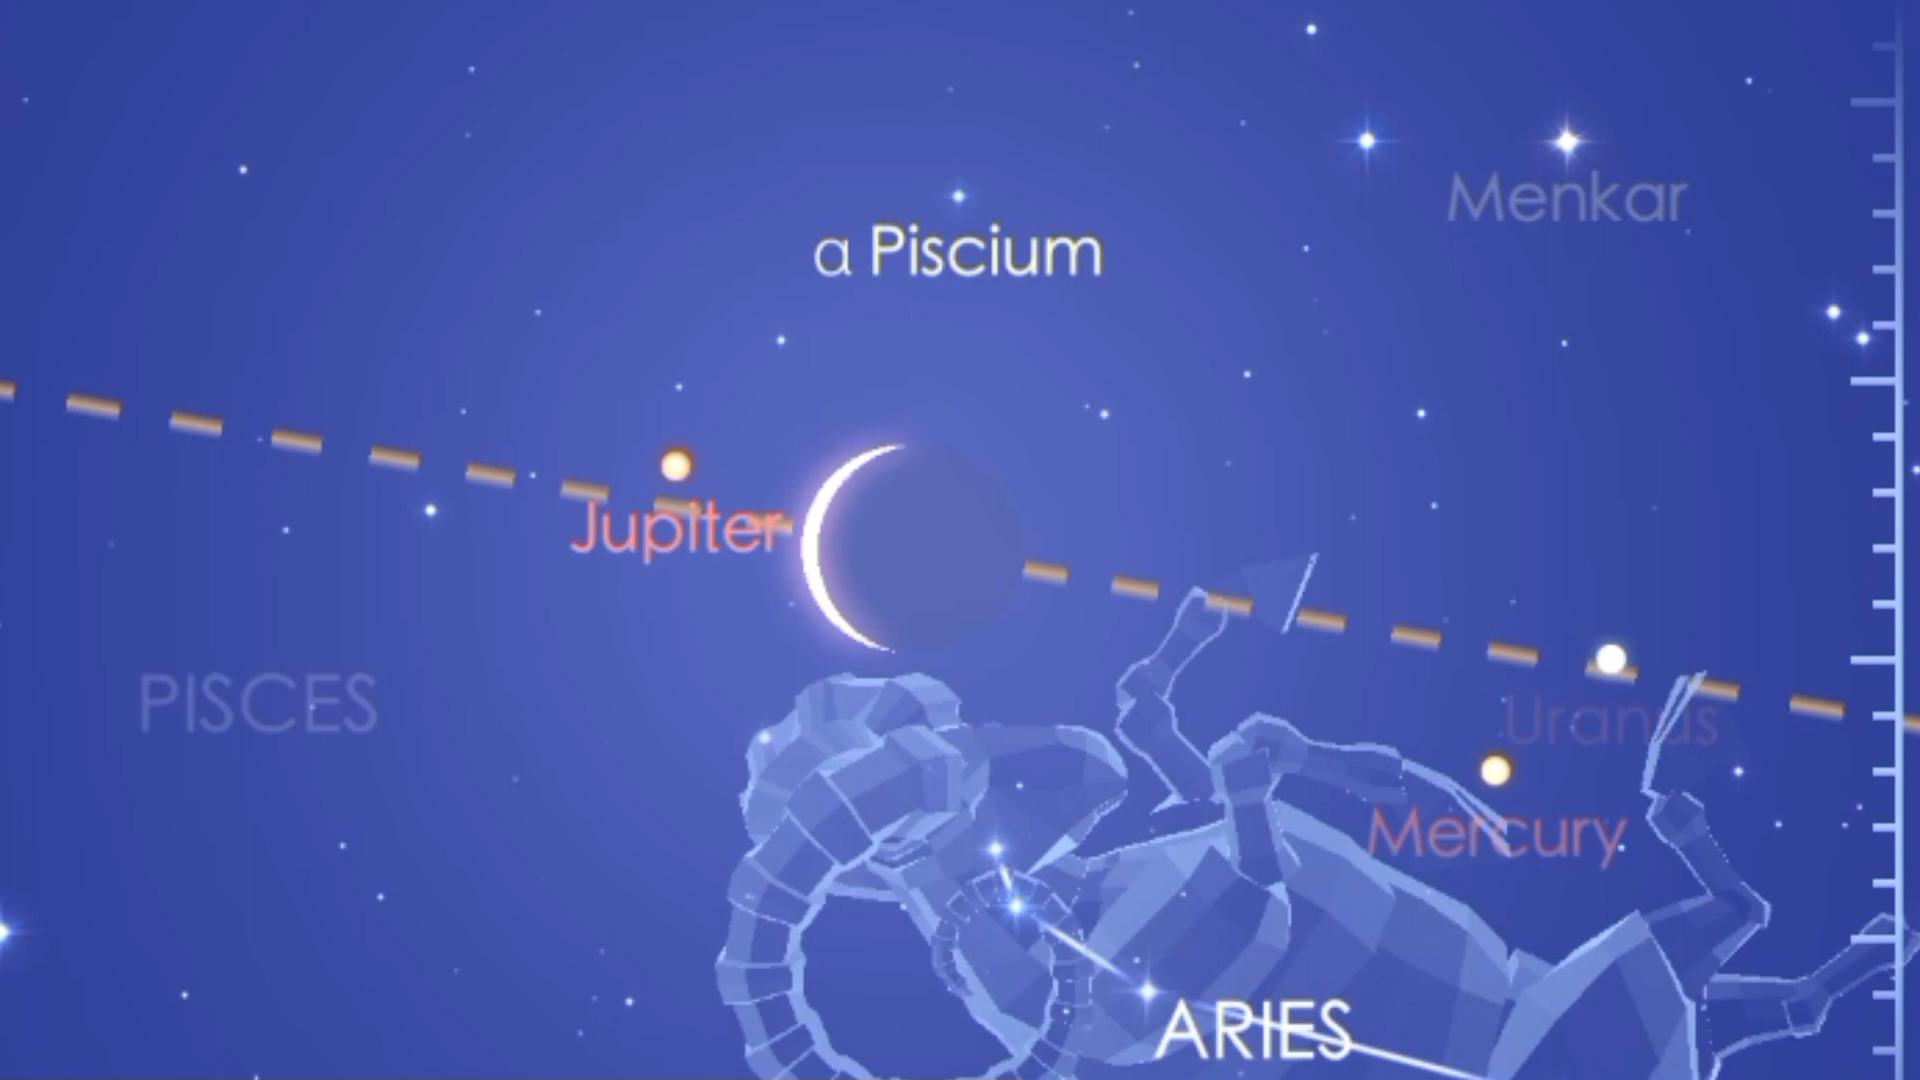 Menkar
α Piscium
Jupiter
PISCES
Uranus
Mercury
ARIES